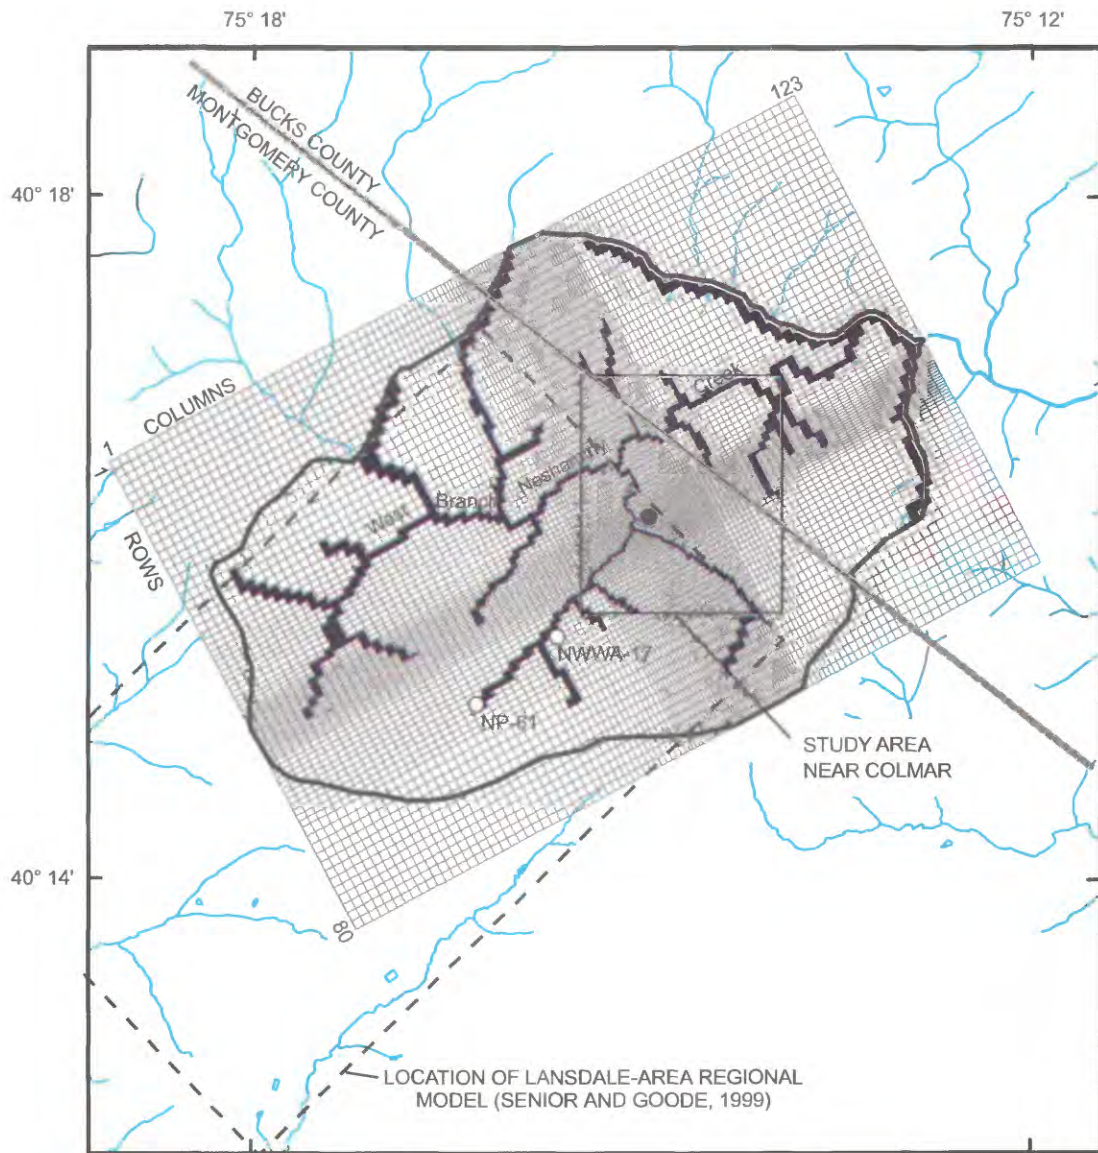 75° 18'
75° 12'
123
BUCKS COUNTY
MONTGOMERY COUNTY
40° 18'
Creek
COLUMNS
1
1
Neshaminy
Branch
West
ROWS
NWWA-17
NP-61
STUDY AREA
NEAR COLMAR
40° 14'
80
LOCATION OF LANSDALE-AREA REGIONAL
MODEL (SENIOR AND GOODE, 1999)